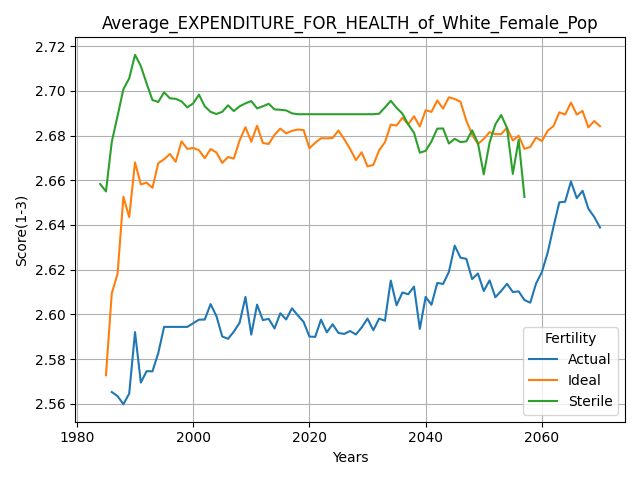 Average_EXPENDITURE_FOR_HEALTH_of_White_Female_Pop
Score(1-3)
2.72
2.70
2.68
2.66
2.64
2.62
2.60
2.58
2.56
1980
2000
2020
2040
2060
Years
Fertility
Actual
Ideal
Sterile